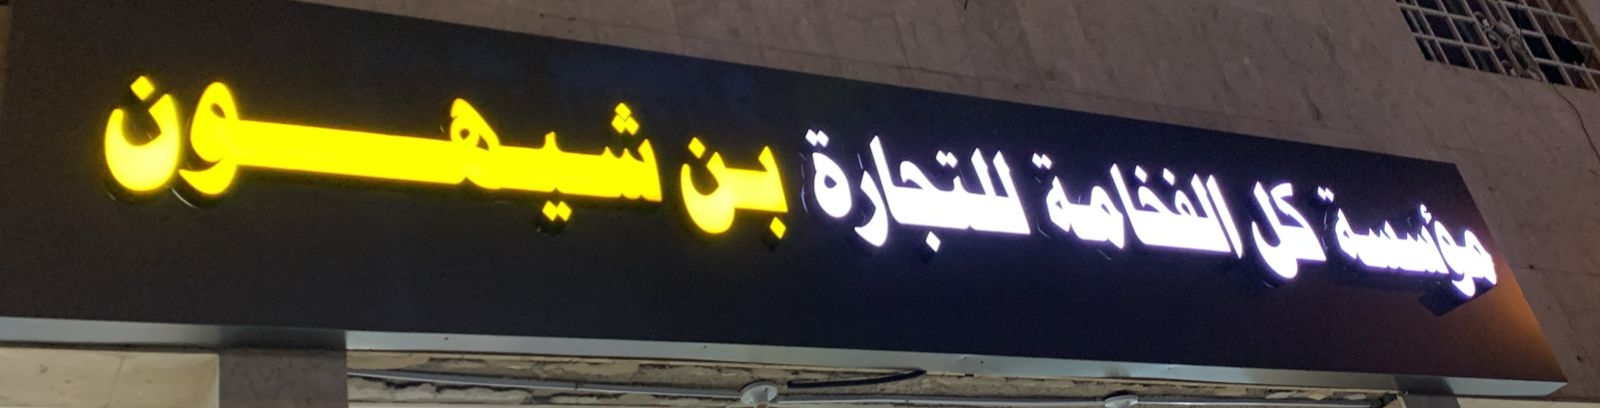 مؤسسة كل الفخامة للتجارة بن شيهون